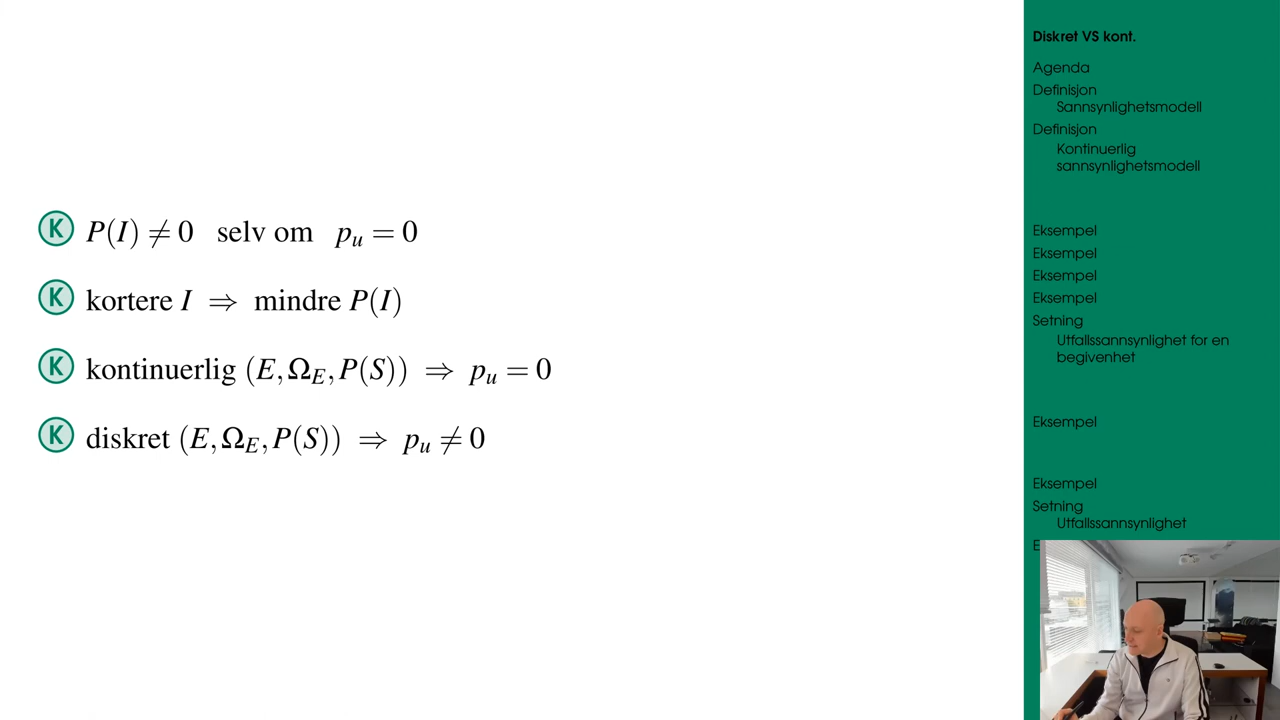 K P(I) ≠ 0 selv om p_u = 0
K kortere I ⇒ mindre P(I)
K kontinuerlig (E, Ω_E, P(S)) ⇒ p_u = 0
K diskret (E, Ω_E, P(S)) ⇒ p_u ≠ 0
Diskret VS kont.
Agenda
Definisjon
Sannsynlighetsmodell
Definisjon
Kontinuerlig
sannsynlighetsmodell
Eksempel
Eksempel
Eksempel
Eksempel
Setning
Utfallssannsynlighet for en
begivenhet
Eksempel
Eksempel
Setning
Utfallssannsynlighet